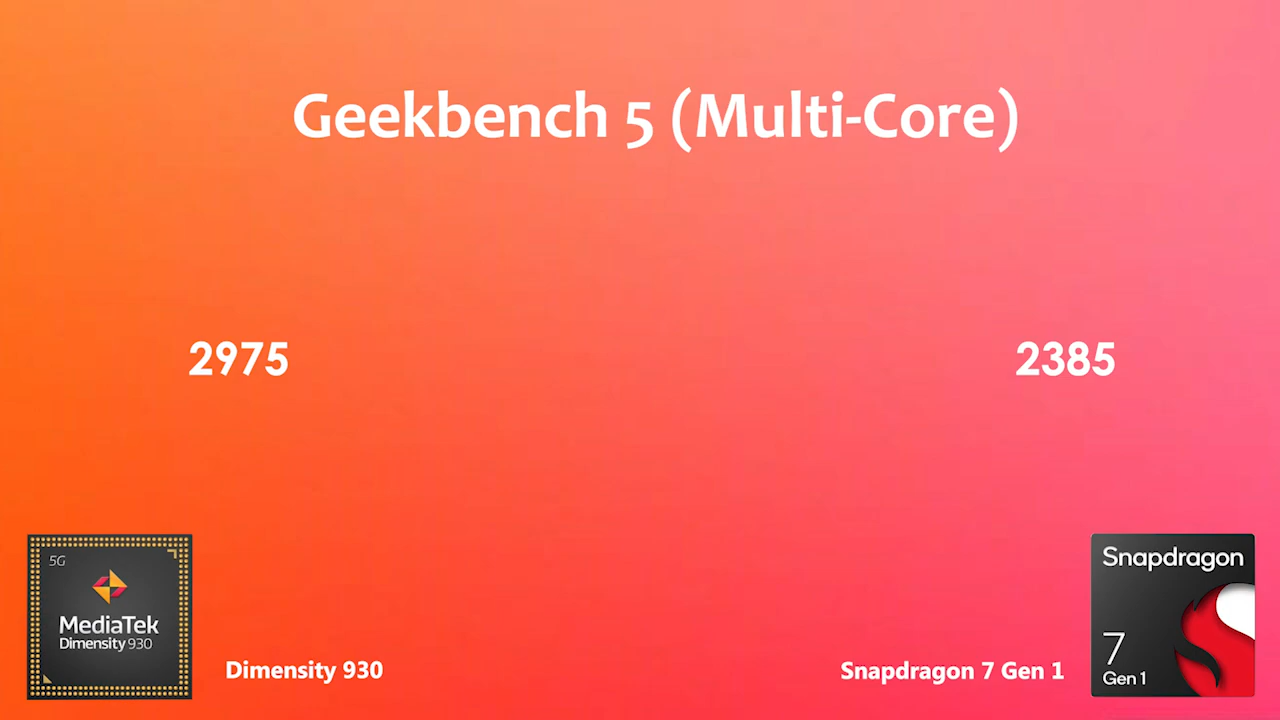 Geekbench 5 (Multi-Core)
2975
2385
5G
MediaTek
Dimensity 930
Dimensity 930
Snapdragon 7 Gen 1
Snapdragon
7
Gen 1